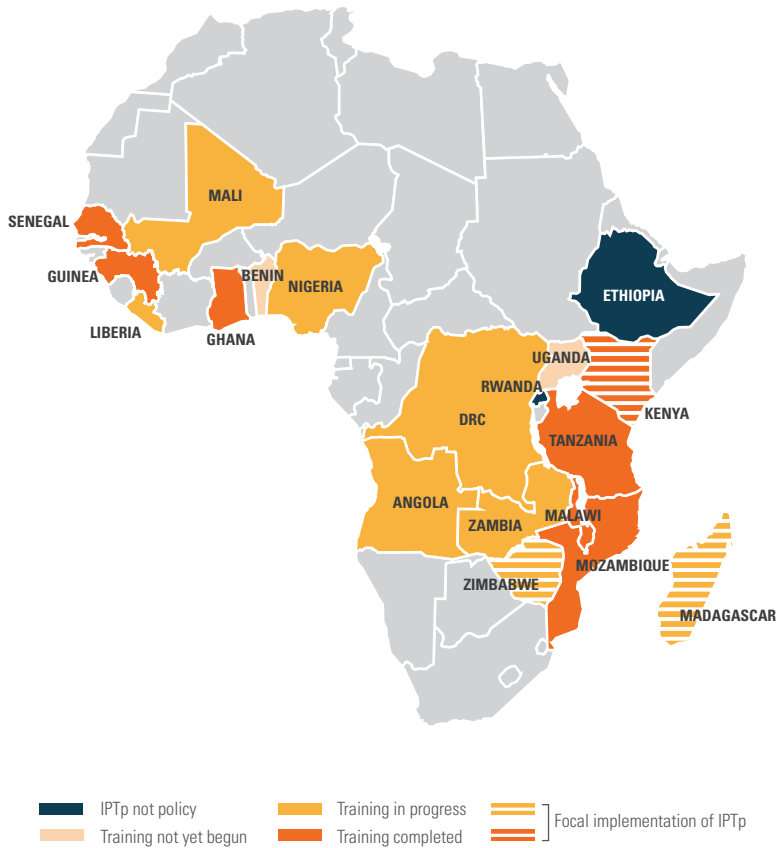 MALI
SENEGAL
GUINEA
BENIN
NIGERIA
ETHIOPIA
LIBERIA
GHANA
UGANDA
RWANDA
KENYA
DRC
TANZANIA
ANGOLA
MALAWI
ZAMBIA
MOZAMBIQUE
ZIMBABWE
MADAGASCAR
IPTp not policy
Training in progress
Focal implementation of IPTp
Training not yet begun
Training completed